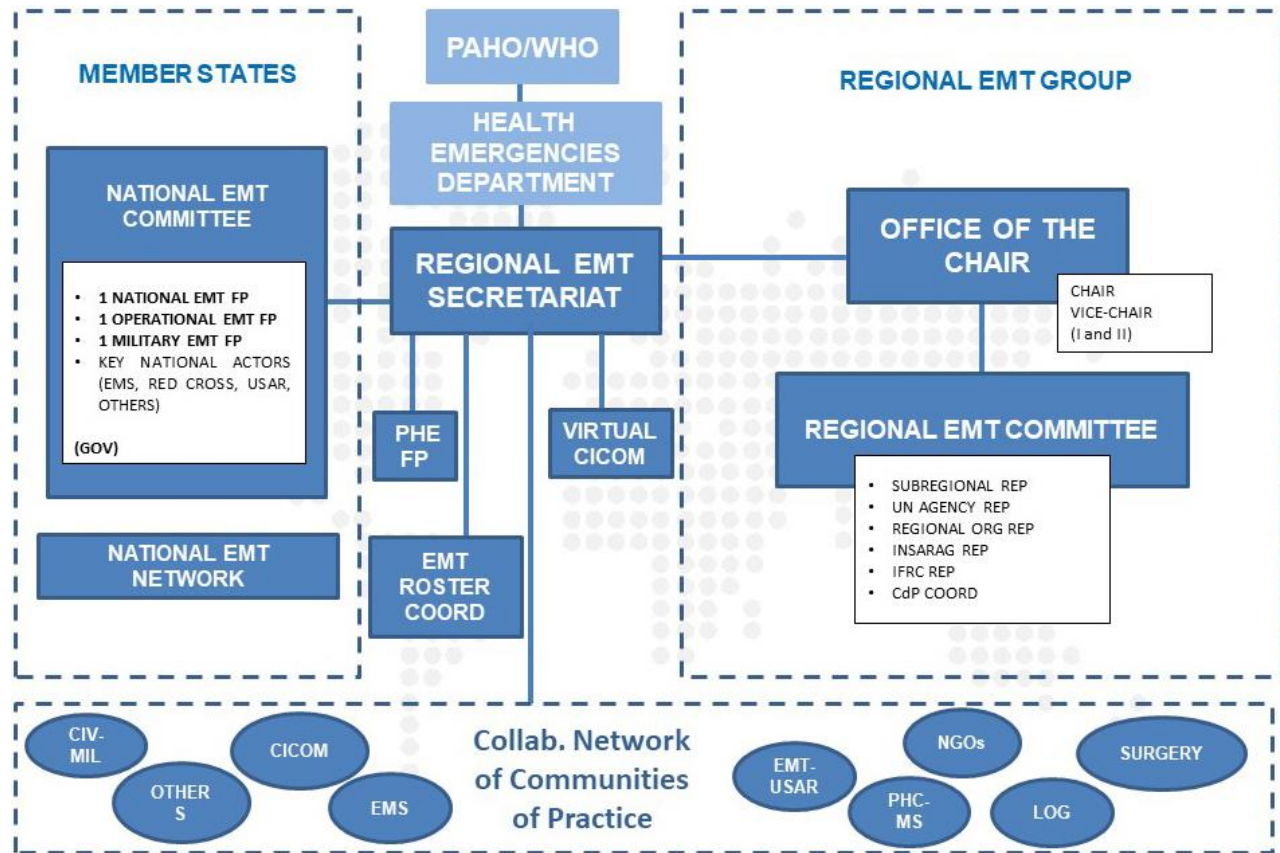 PAHO/WHO
HEALTH
EMERGENCIES
DEPARTMENT
MEMBER STATES
NATIONAL EMT
COMMITTEE
• 1 NATIONAL EMT FP
• 1 OPERATIONAL EMT FP
• 1 MILITARY EMT FP
• KEY NATIONAL ACTORS
(EMS, RED CROSS, USAR,
OTHERS)
(GOV)
NATIONAL EMT
NETWORK
REGIONAL EMT
SECRETARIAT
PHE
FP
VIRTUAL
CICOM
EMT
ROSTER
COORD
REGIONAL EMT GROUP
OFFICE OF THE
CHAIR
CHAIR
VICE-CHAIR
(I and II)
REGIONAL EMT COMMITTEE
• SUBREGIONAL REP
• UN AGENCY REP
• REGIONAL ORG REP
• INSARAG REP
• IFRC REP
• CdP COORD
CIV-
MIL
OTHER
S
CICOM
EMS
Collab. Network
of Communities
of Practice
EMT-
USAR
PHC-
MS
NGOs
LOG
SURGERY